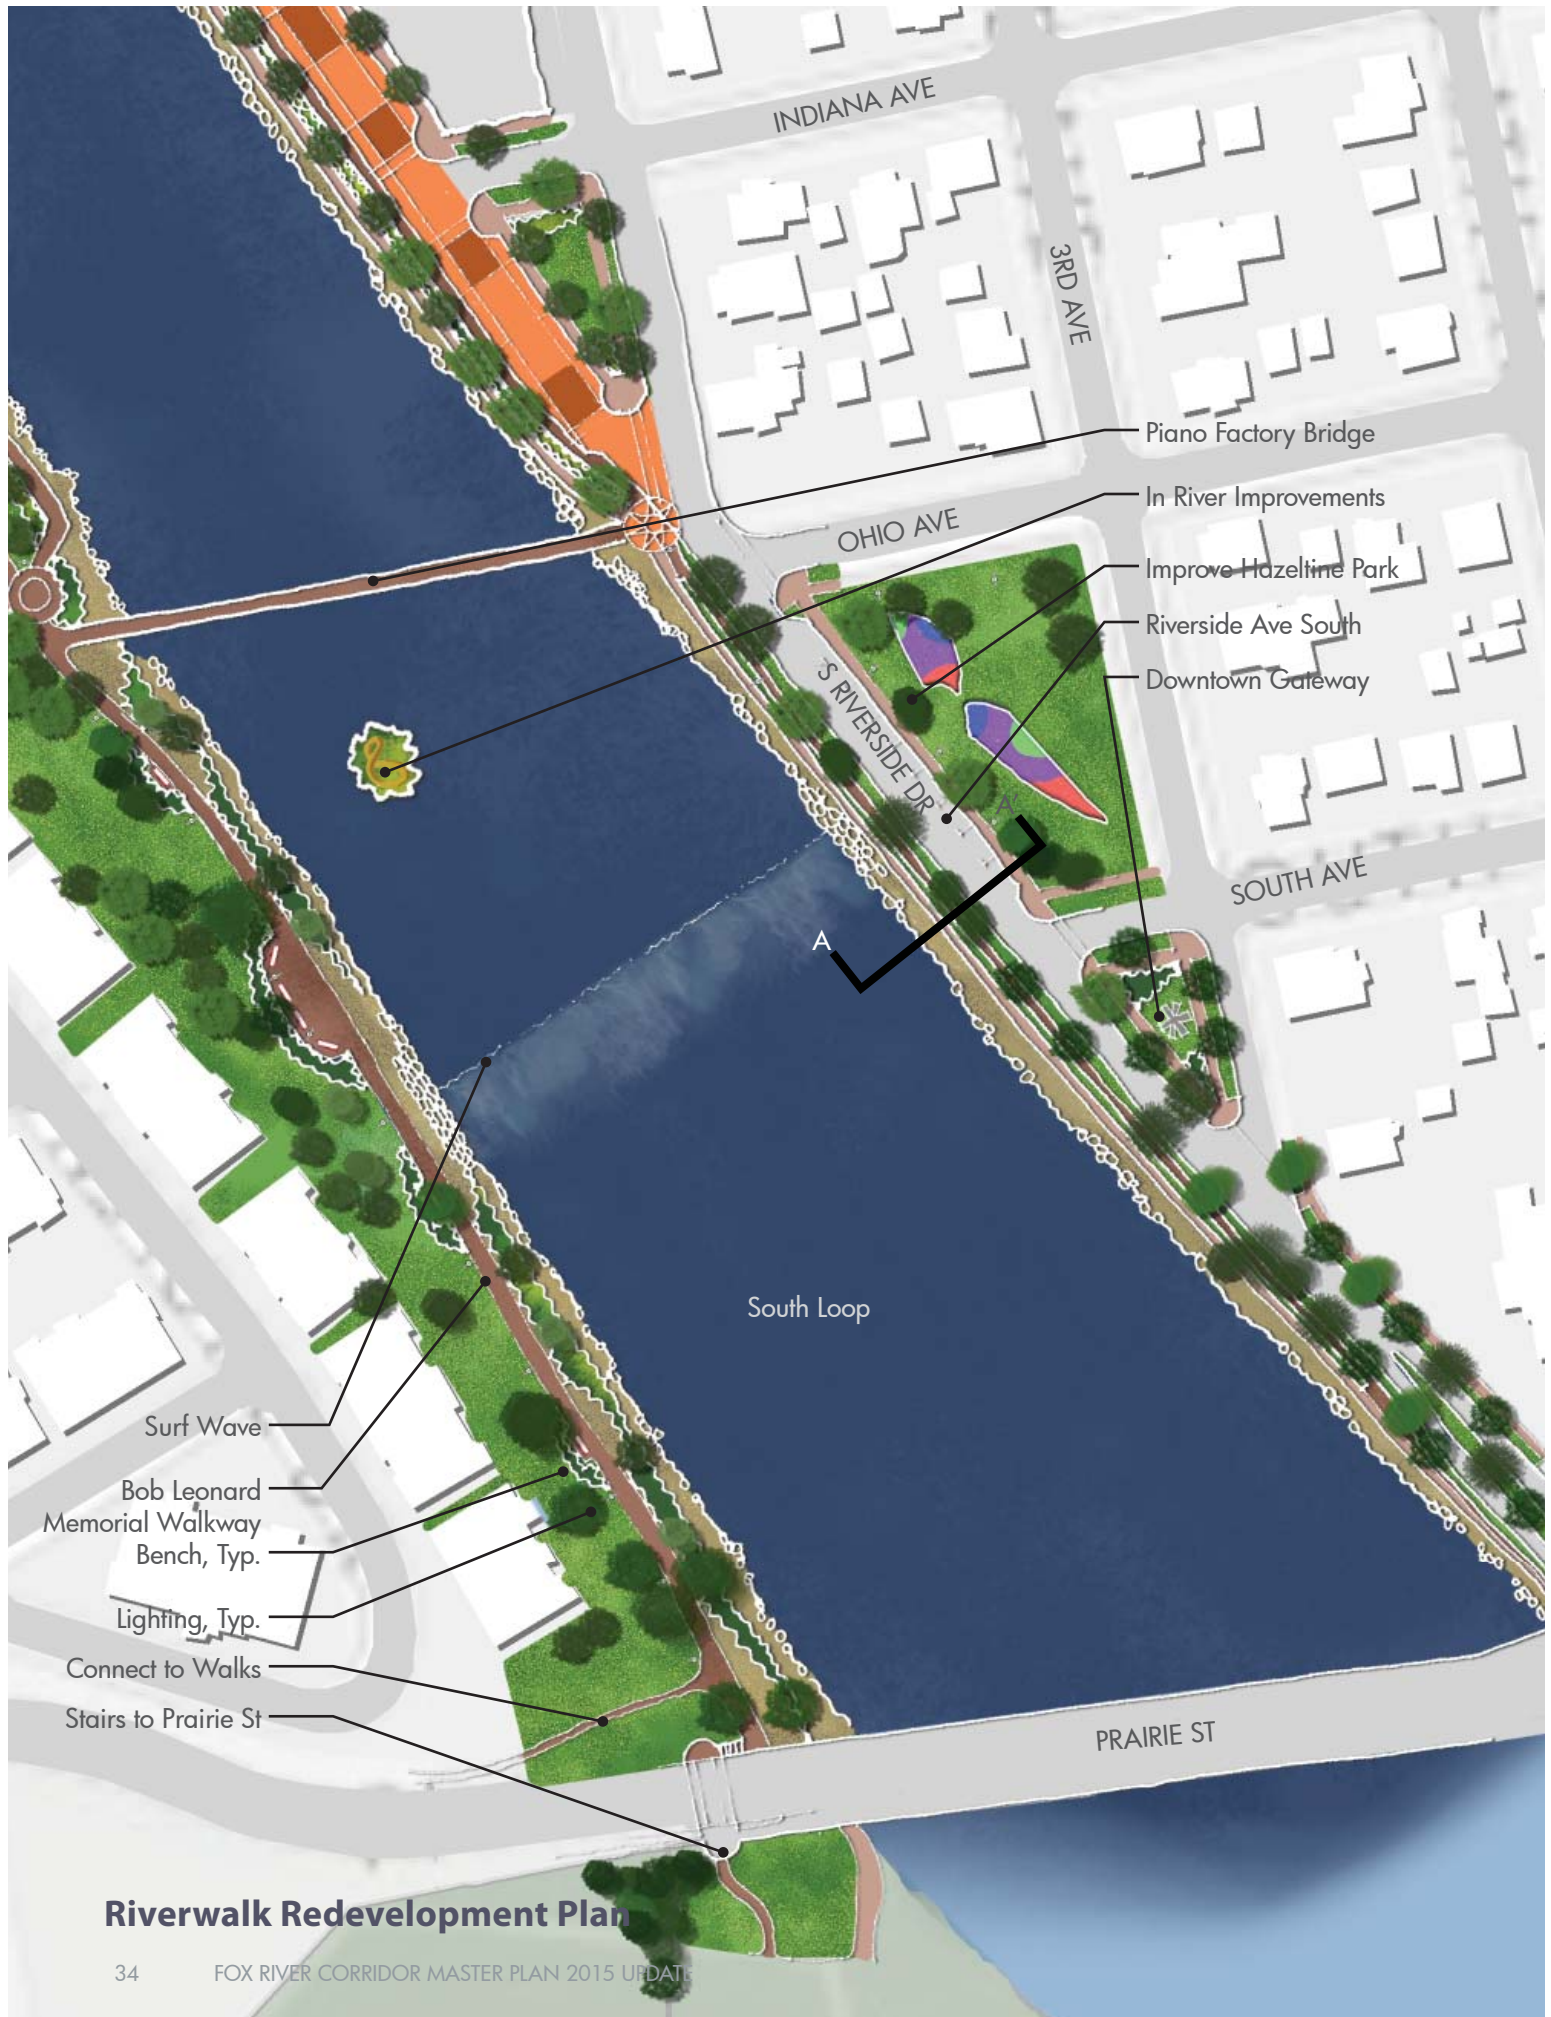 INDIANA AVE
3RD AVE
Piano Factory Bridge
In River Improvements
OHIO AVE
Improve Hazeltine Park
Riverside Ave South
S RIVERSIDE DR
Downtown Gateway
A'
SOUTH AVE
A
South Loop
Surf Wave
Bob Leonard
Memorial Walkway
Bench, Typ.
Lighting, Typ.
Connect to Walks
Stairs to Prairie St
PRAIRIE ST
Riverwalk Redevelopment Plan
34 FOX RIVER CORRIDOR MASTER PLAN 2015 UPDATE